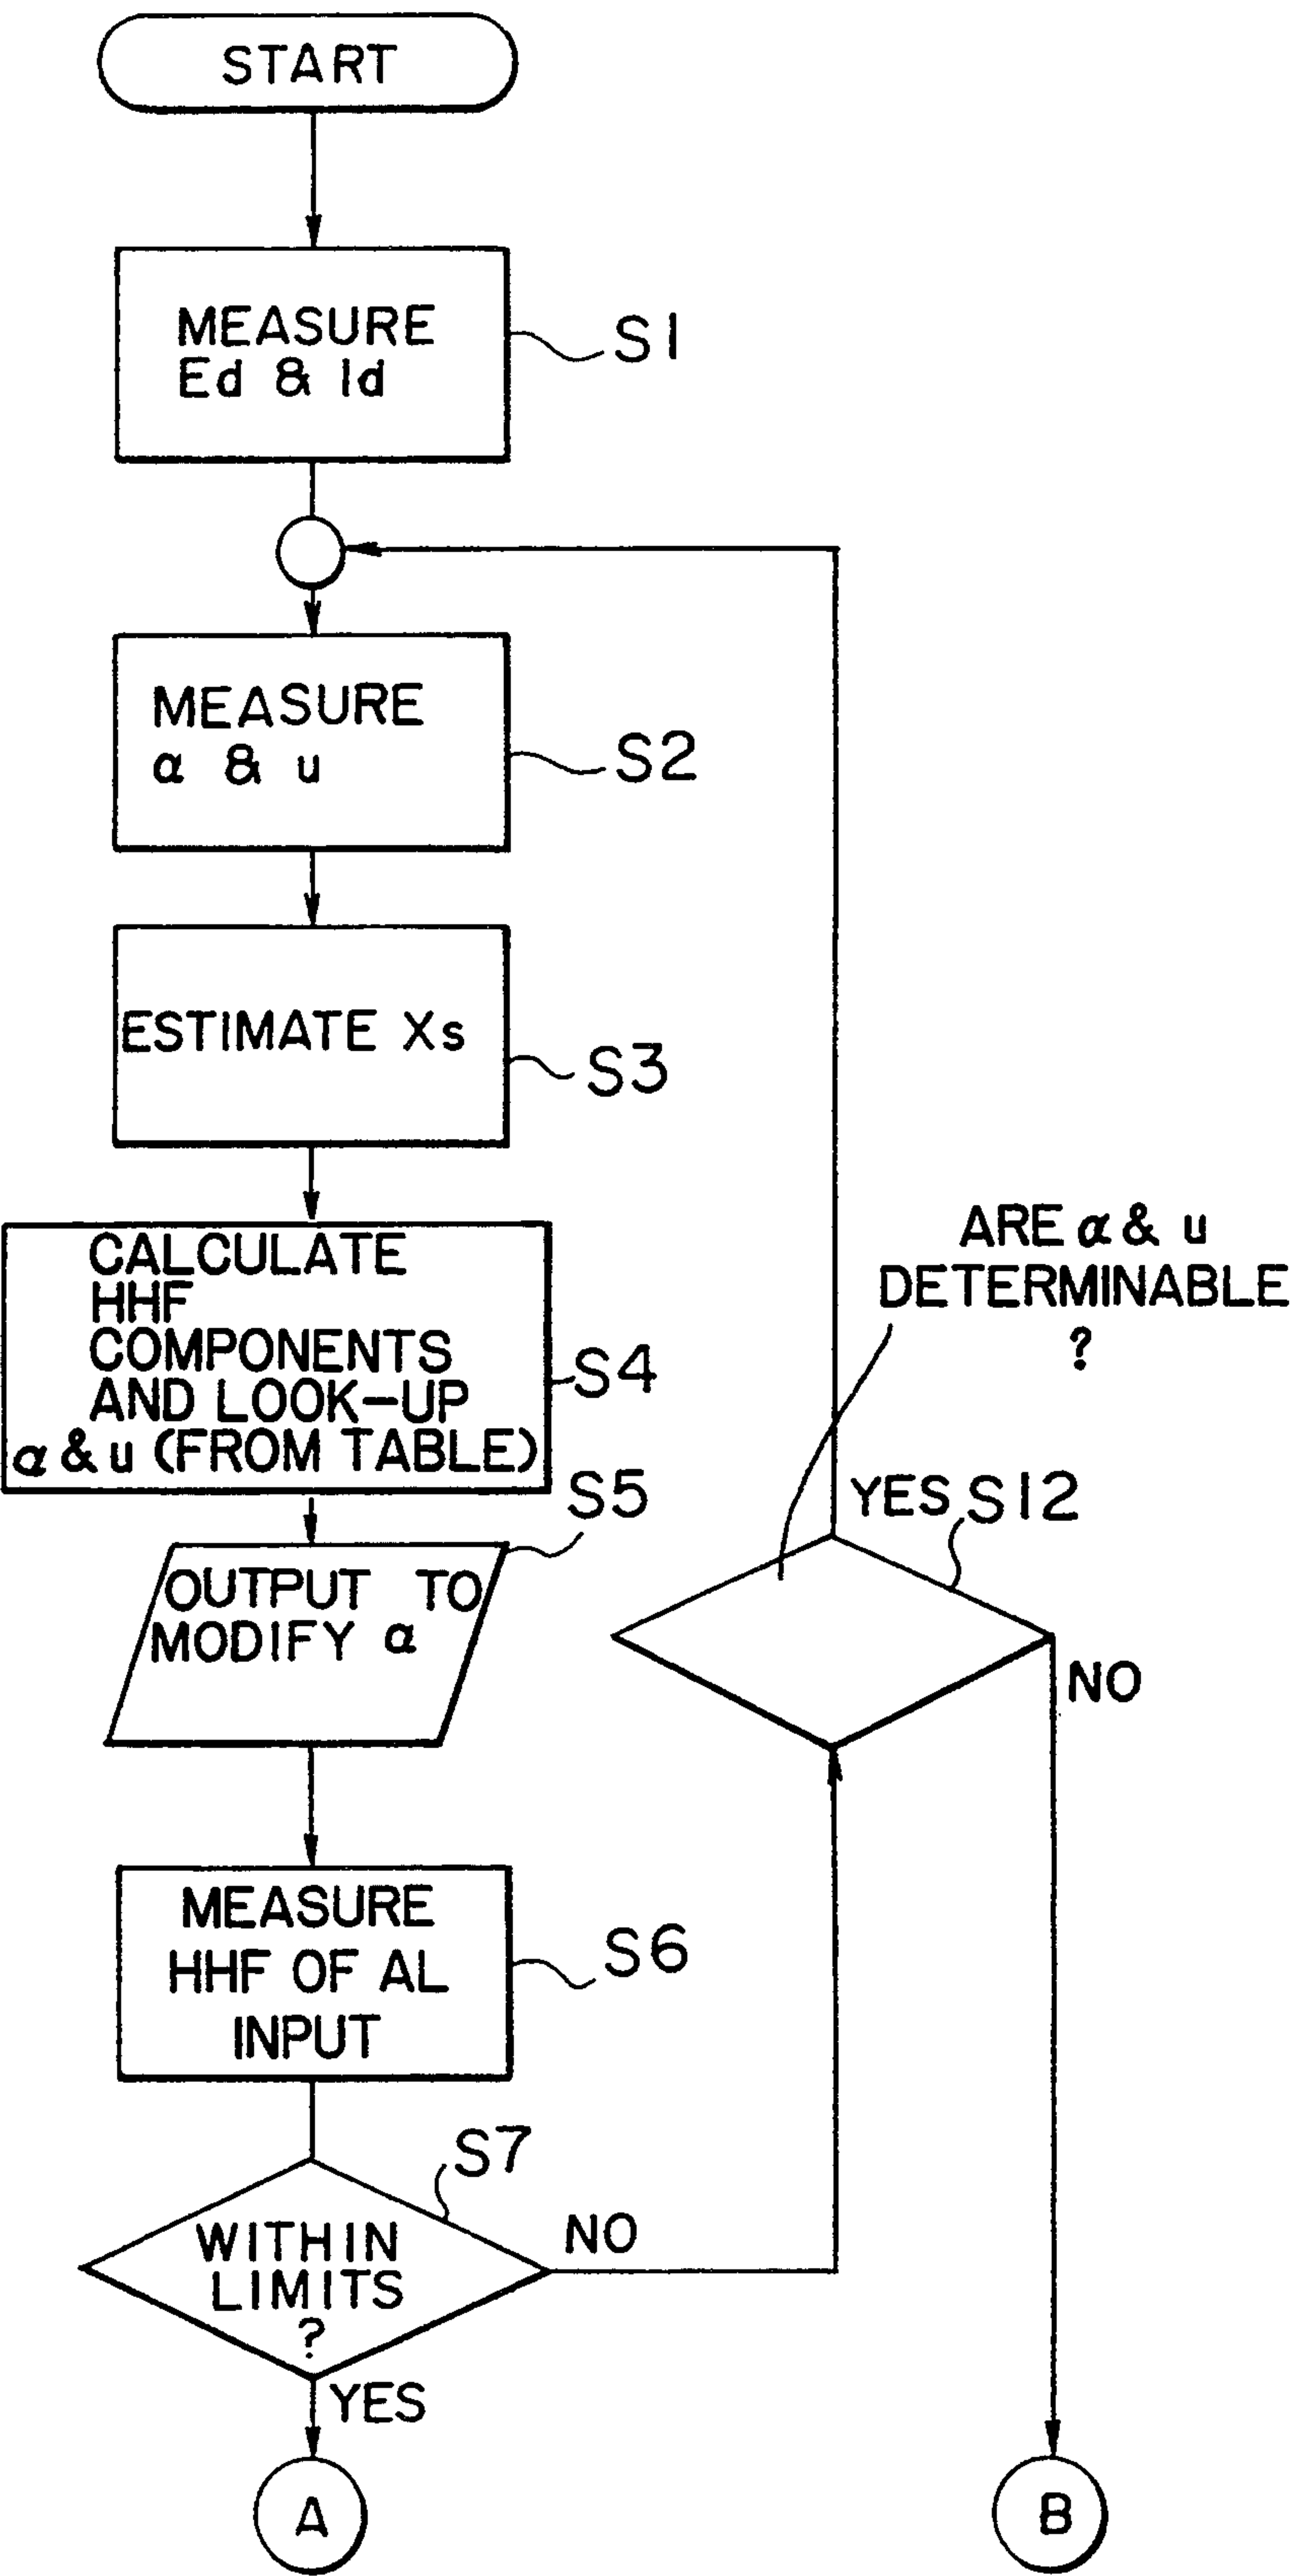 START
MEASURE
Ed & Id
S1
MEASURE
α & u
S2
ESTIMATE Xs
S3
CALCULATE
HHF
COMPONENTS
AND LOOK-UP
α & u (FROM TABLE)
S4
OUTPUT TO
MODIFY α
S5
MEASURE
HHF OF AL
INPUT
S6
WITHIN
LIMITS
?
S7
NO
YES
A
ARE α & u
DETERMINABLE
?
YES
S12
NO
B